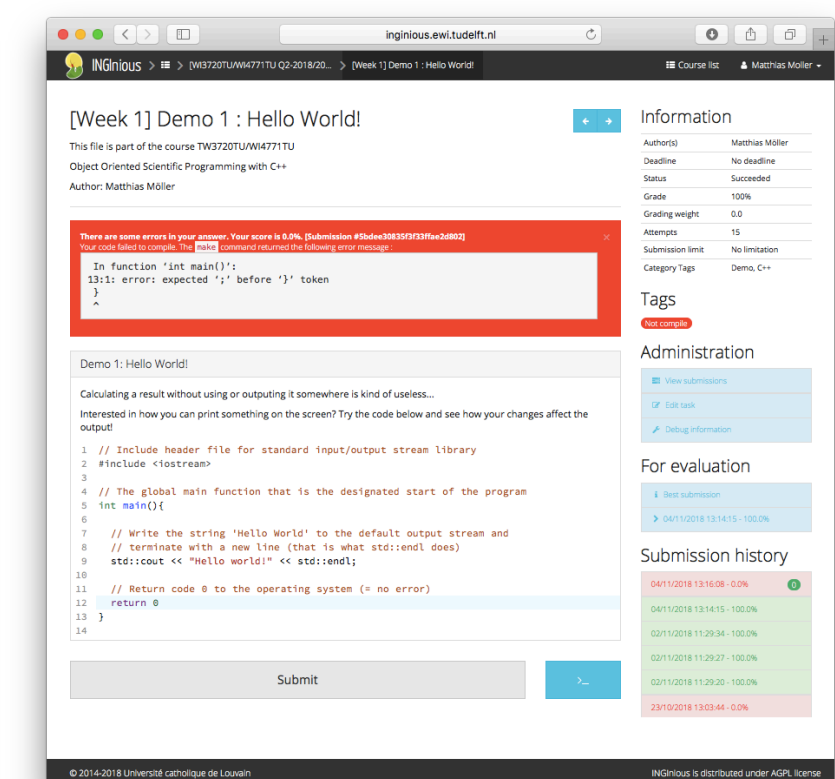 inginious.ewi.tudelft.nl
INGInious > > [WI3720TU/WI4771TU Q2-2018/20... > [Week 1] Demo 1 : Hello World!
Course list
Matthias Moller
[Week 1] Demo 1 : Hello World!
This file is part of the course TW3720TU/WI4771TU
Object Oriented Scientific Programming with C++
Author: Matthias Möller
There are some errors in your answer. Your score is 0.0%. [Submission #5bdee30835f3f33ffae2d802]
Your code failed to compile. The make command returned the following error message :
In function ‘int main()’:
13:1: error: expected ‘;’ before ‘}’ token
}
^
Demo 1: Hello World!
Calculating a result without using or outputing it somewhere is kind of useless...
Interested in how you can print something on the screen? Try the code below and see how your changes affect the
output!
1 // Include header file for standard input/output stream library
2 #include <iostream>
3
4 // The global main function that is the designated start of the program
5 int main(){
6
7 // Write the string 'Hello World' to the default output stream and
8 // terminate with a new line (that is what std::endl does)
9 std::cout << "Hello world!" << std::endl;
10
11 // Return code 0 to the operating system (= no error)
12 return 0
13 }
14
Submit
>_
Information
Author(s) Matthias Möller
Deadline No deadline
Status Succeeded
Grade 100%
Grading weight 0.0
Attempts 15
Submission limit No limitation
Category Tags Demo, C++
Tags
Not compile
Administration
View submissions
Edit task
Debug information
For evaluation
Best submission
> 04/11/2018 13:14:15 - 100.0%
Submission history
04/11/2018 13:16:08 - 0.0% 0
04/11/2018 13:14:15 - 100.0%
02/11/2018 11:29:34 - 100.0%
02/11/2018 11:29:27 - 100.0%
02/11/2018 11:29:20 - 100.0%
23/10/2018 13:03:44 - 0.0%
© 2014-2018 Université catholique de Louvain
INGInious is distributed under AGPL license